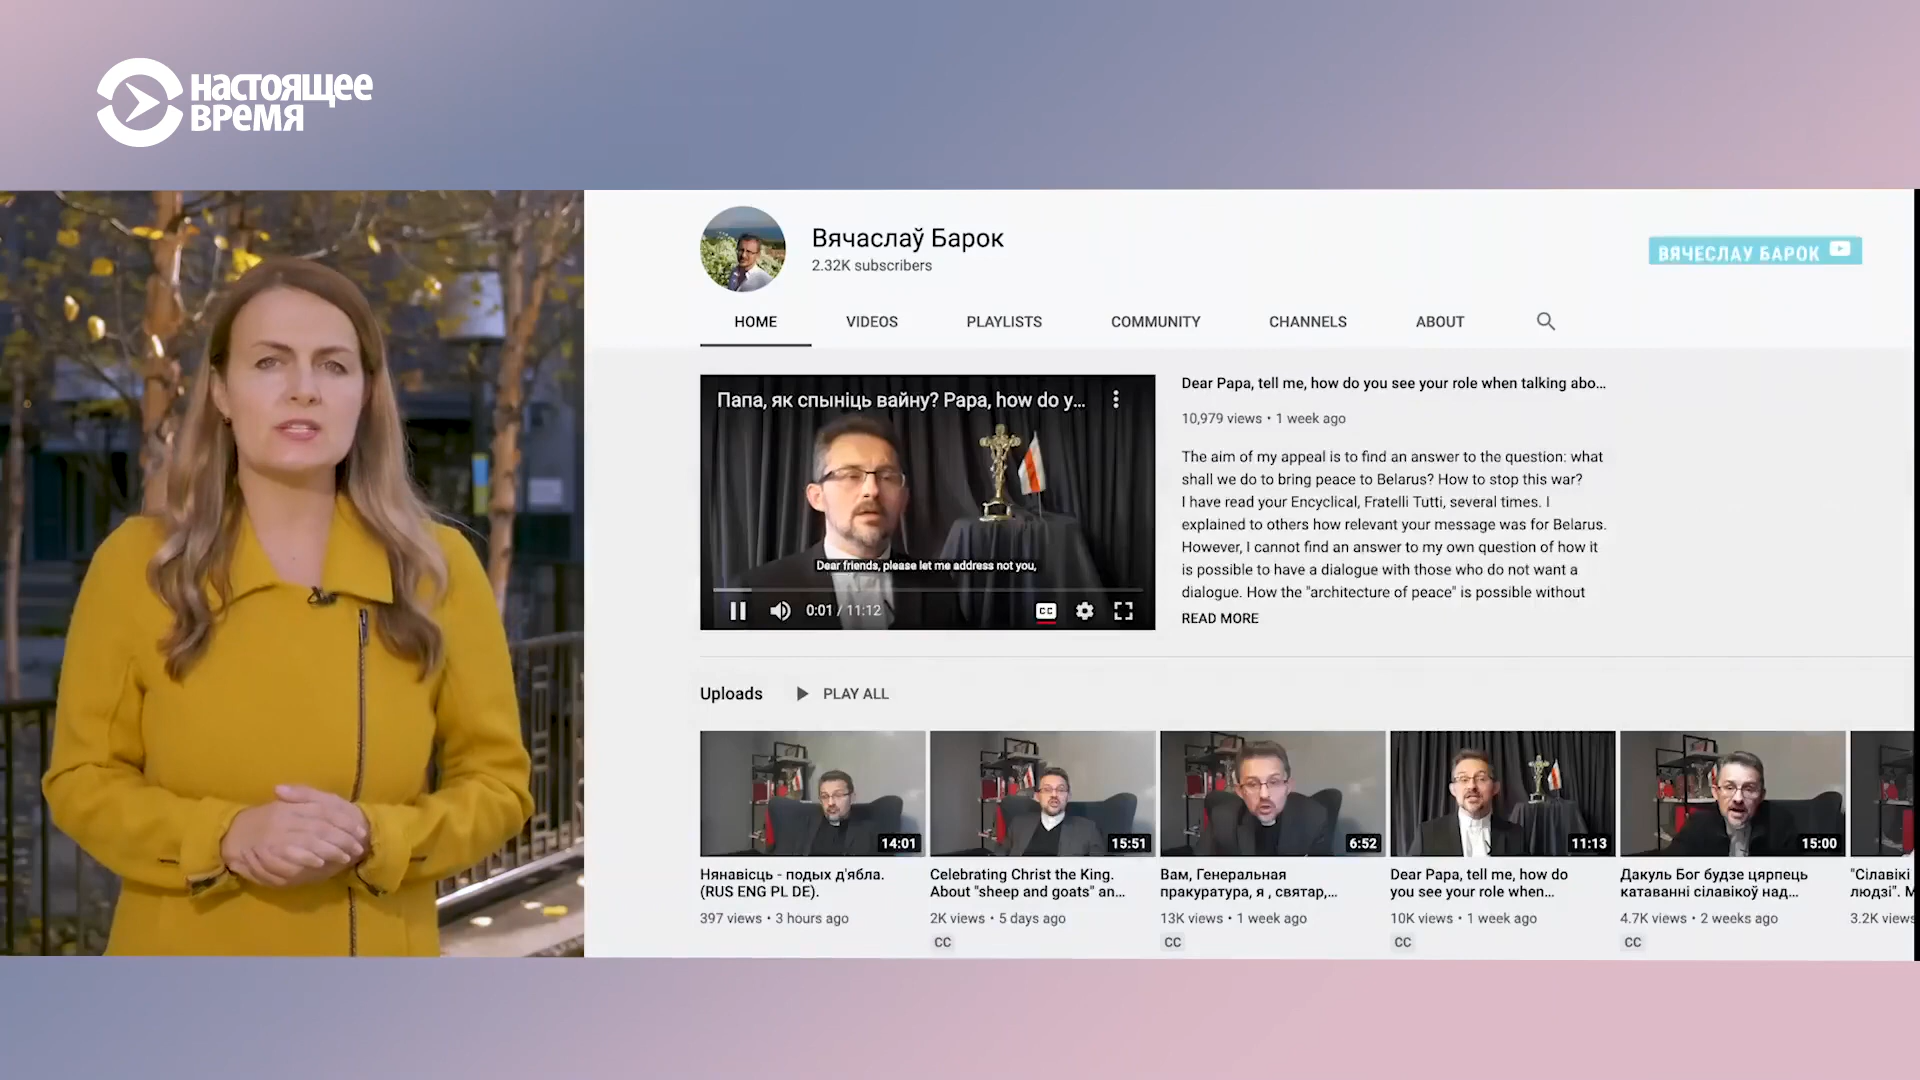 НАСТОЯЩЕЕ
ВРЕМЯ
Вячаслаў Барок
2.32K subscribers
ВЯЧЕСЛАУ БАРОК
HOME
VIDEOS
PLAYLISTS
COMMUNITY
CHANNELS
ABOUT
Папа, як спыніць вайну? Papa, how do y...
Dear friends, please let me address not you,
0:01 / 11:12
CC
Dear Papa, tell me, how do you see your role when talking abo...
10,979 views • 1 week ago
The aim of my appeal is to find an answer to the question: what
shall we do to bring peace to Belarus? How to stop this war?
I have read your Encyclical, Fratelli Tutti, several times. I
explained to others how relevant your message was for Belarus.
However, I cannot find an answer to my own question of how it
is possible to have a dialogue with those who do not want a
dialogue. How the "architecture of peace" is possible without
READ MORE
Uploads
PLAY ALL
14:01
Нянавісць - подых д'ябла.
(RUS ENG PL DE).
397 views • 3 hours ago
15:51
Celebrating Christ the King.
About "sheep and goats" an...
2K views • 5 days ago
CC
6:52
Вам, Генеральная
пракуратура, я , святар,...
13K views • 1 week ago
CC
11:13
Dear Papa, tell me, how do
you see your role when...
10K views • 1 week ago
CC
15:00
Дакуль Бог будзе цярпець
катаванні сілавікоў над...
4.7K views • 2 weeks ago
CC
"Сілавікі
людзі". М
3.2K views